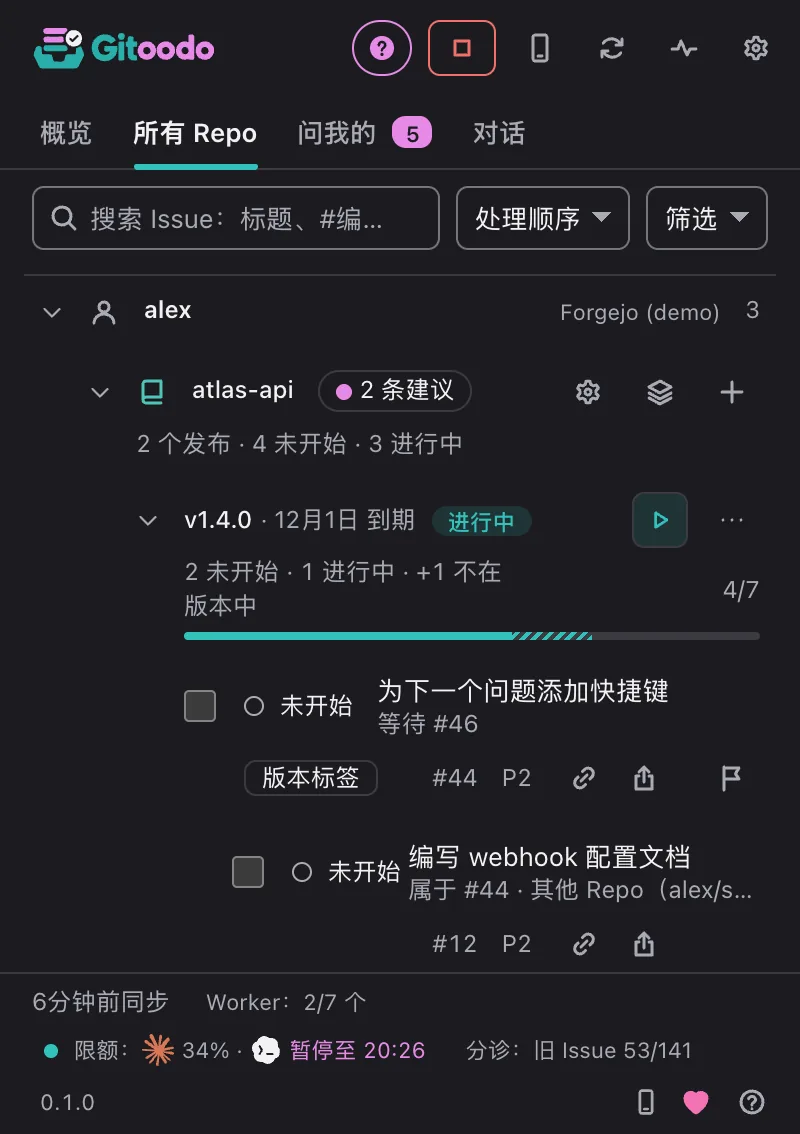 Gitoodo
概览 所有 Repo 问我的 5 对话
搜索 Issue：标题、#编... 处理顺序 筛选
alex Forgejo (demo) 3
atlas-api 2 条建议
2 个发布 · 4 未开始 · 3 进行中
v1.4.0 · 12月1日 到期 进行中 ...
2 未开始 · 1 进行中 · +1 不在
版本中
4/7
未开始 为下一个问题添加快捷键
等待 #46
版本标签 #44 P2
未开始 编写 webhook 配置文档
属于 #44 · 其他 Repo（alex/s...
#12 P2
6分钟前同步 Worker：2/7 个
限额： 34% · 暂停至 20:26 分诊：旧 Issue 53/141
0.1.0